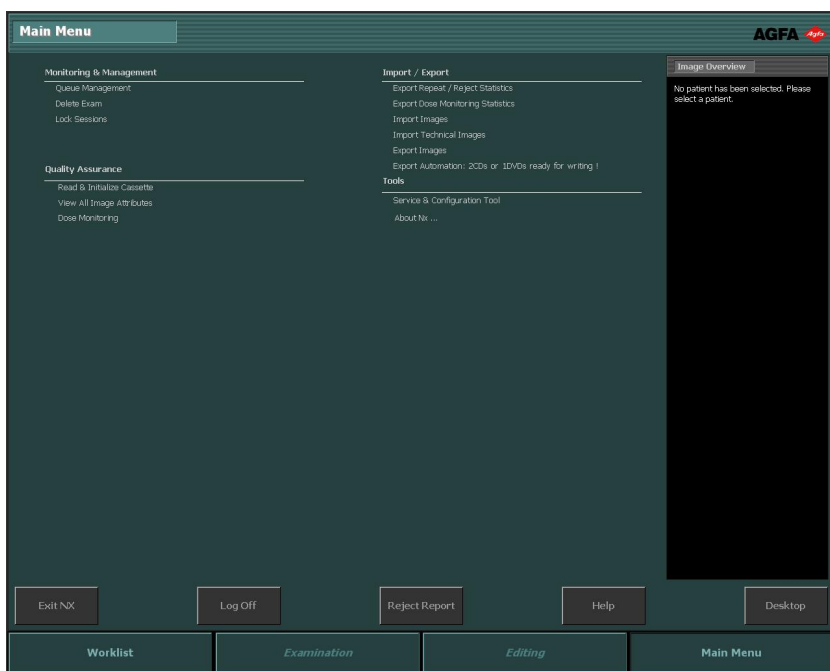 Main Menu
AGFA
Agfa
Monitoring & Management
Queue Management
Delete Exam
Lock Sessions
Quality Assurance
Read & Initialize Cassette
View All Image Attributes
Dose Monitoring
Import / Export
Export Repeat / Reject Statistics
Export Dose Monitoring Statistics
Import Images
Import Technical Images
Export Images
Export Automation: 2CDs or 1DVDs ready for writing !
Tools
Service & Configuration Tool
About Nx ...
Image Overview
No patient has been selected. Please
select a patient.
Exit NX
Log Off
Reject Report
Help
Desktop
Worklist
Examination
Editing
Main Menu